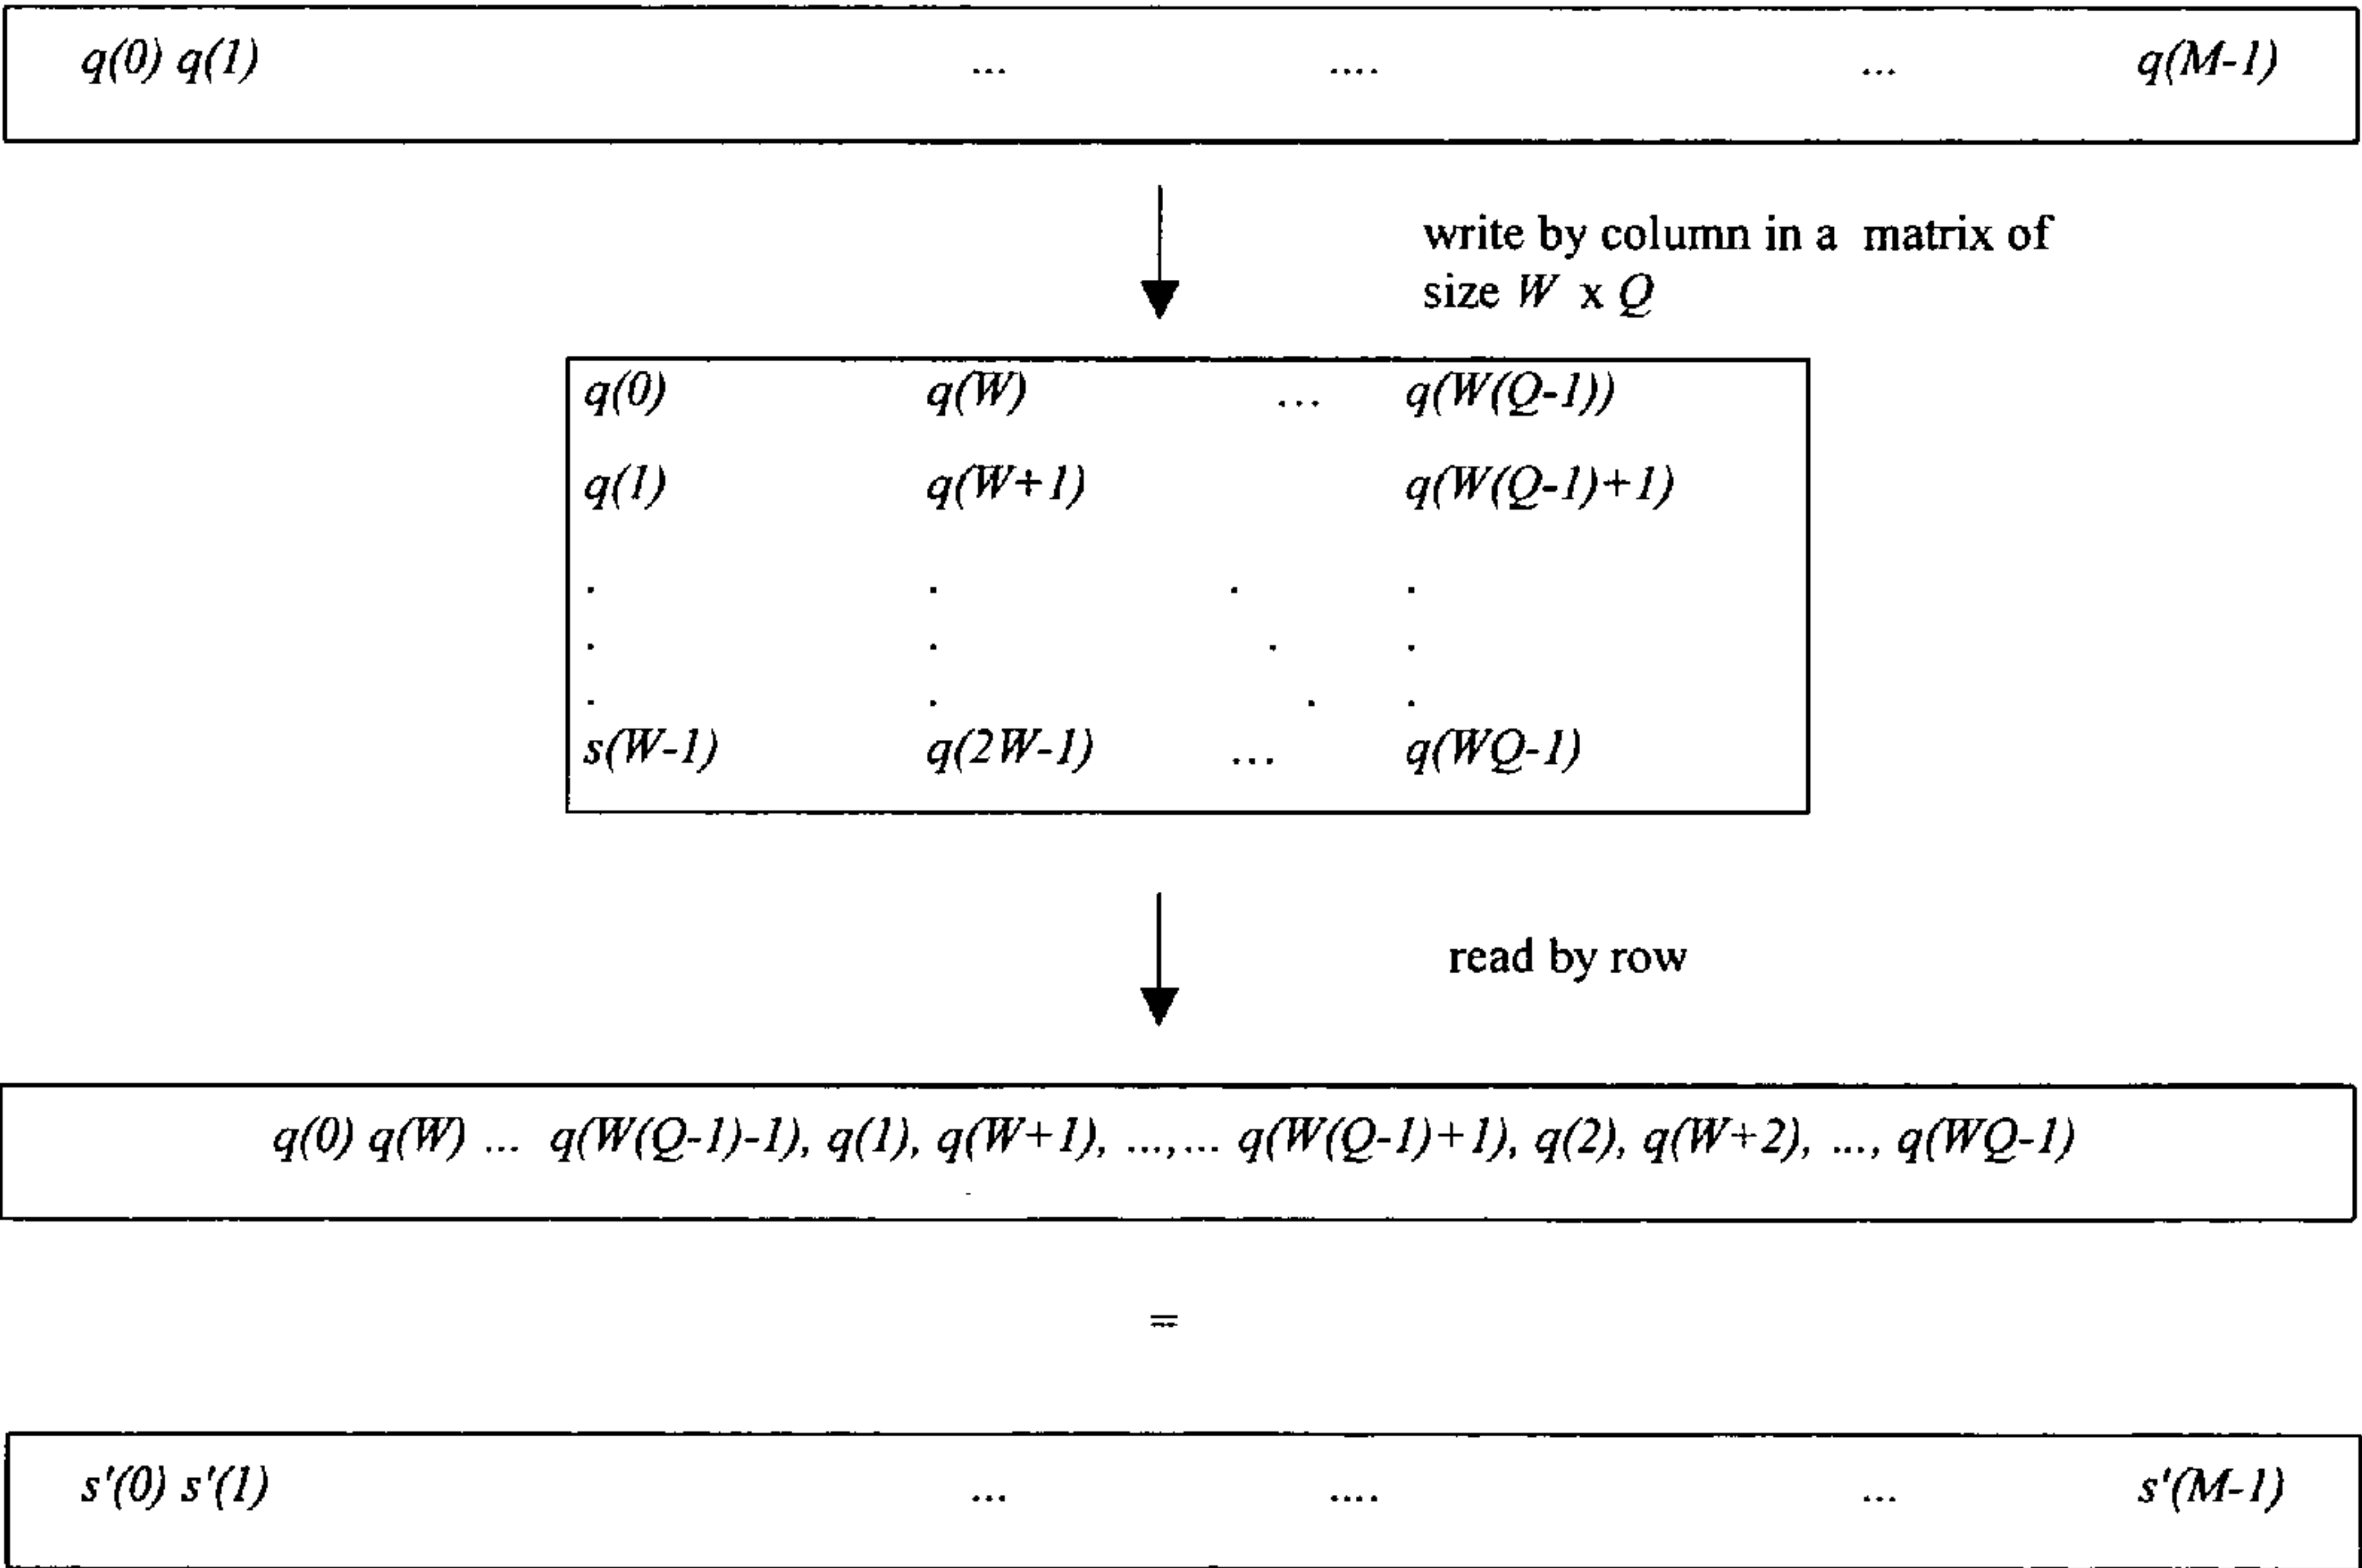 q(0) q(1) ... .... ... q(M-1)
write by column in a matrix of
size W x Q
q(0) q(W) ... q(W(Q-1))
q(1) q(W+1) q(W(Q-1)+1)
. . . .
. . . .
. . . .
s(W-1) q(2W-1) ... q(WQ-1)
read by row
q(0) q(W) ... q(W(Q-1)-1), q(1), q(W+1), ...,... q(W(Q-1)+1), q(2), q(W+2), ..., q(WQ-1)
=
s'(0) s'(1) ... .... ... s'(M-1)